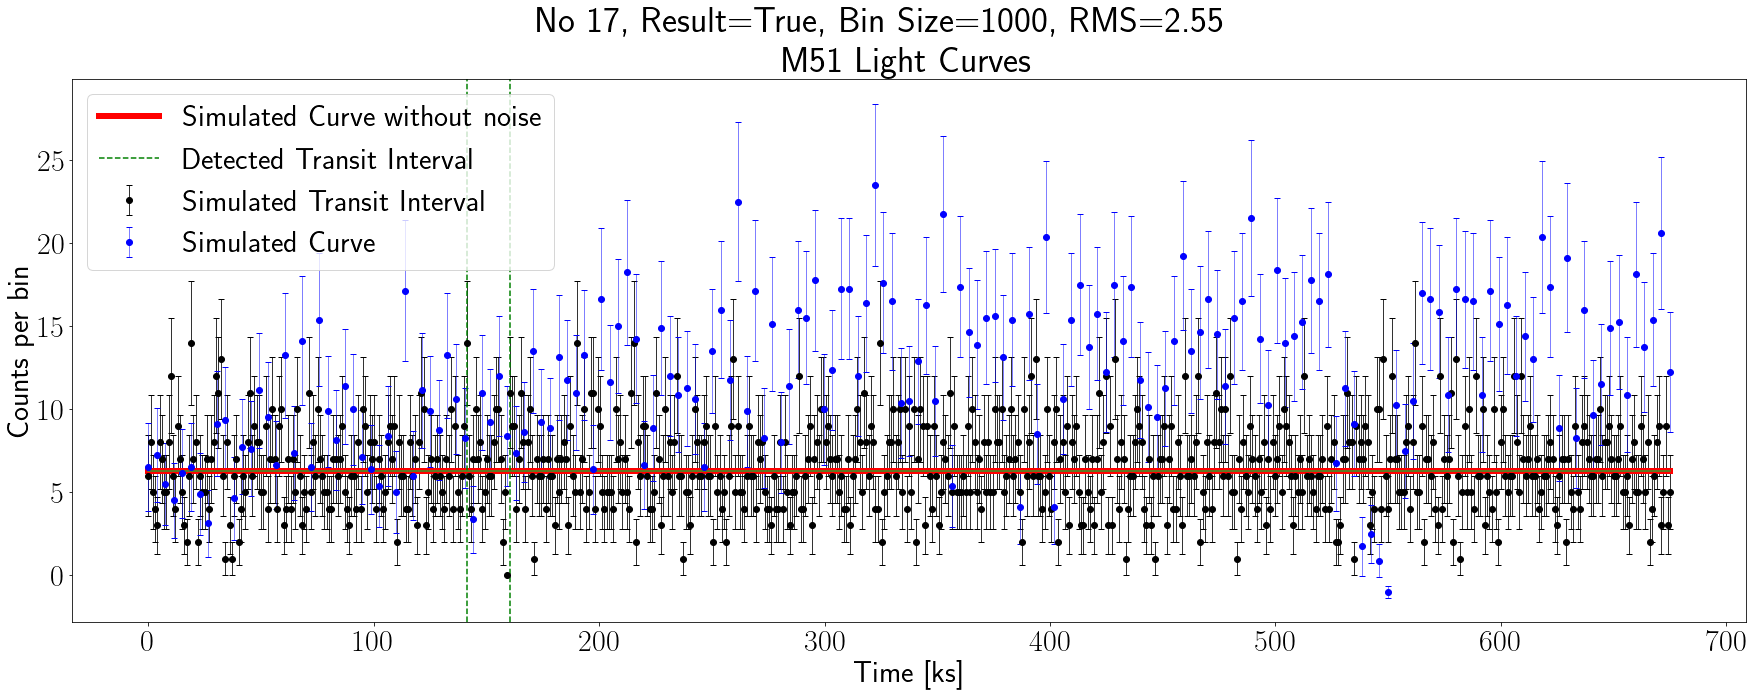 No 17, Result=True, Bin Size=1000, RMS=2.55
M51 Light Curves
Simulated Curve without noise
Detected Transit Interval
Simulated Transit Interval
Simulated Curve
Counts per bin
25
20
15
10
5
0
0 100 200 300 400 500 600 700
Time [ks]